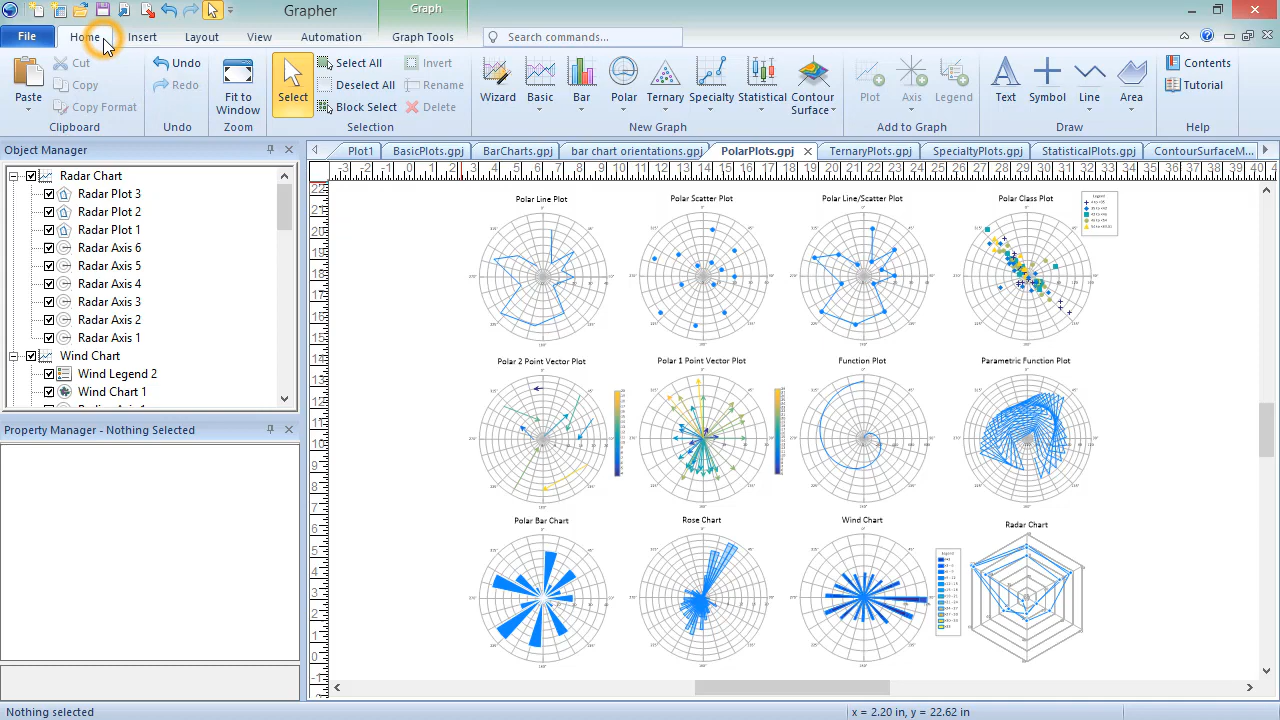 Grapher
Graph
File
Home
Insert
Layout
View
Automation
Graph Tools
Search commands...
Paste
Cut
Copy
Copy Format
Clipboard
Undo
Redo
Undo
Fit to Window
Zoom
Select
Select All
Deselect All
Block Select
Invert
Rename
Delete
Selection
Wizard
Basic
Bar
Polar
Ternary
Specialty
Statistical
Contour Surface
New Graph
Plot
Axis
Legend
Add to Graph
Text
Symbol
Line
Area
Draw
Contents
Tutorial
Help
Object Manager
Radar Chart
Radar Plot 3
Radar Plot 2
Radar Plot 1
Radar Axis 6
Radar Axis 5
Radar Axis 4
Radar Axis 3
Radar Axis 2
Radar Axis 1
Wind Chart
Wind Legend 2
Wind Chart 1
Property Manager - Nothing Selected
Plot1
BasicPlots.gpj
BarCharts.gpj
bar chart orientations.gpj
PolarPlots.gpj
TernaryPlots.gpj
SpecialtyPlots.gpj
StatisticalPlots.gpj
ContourSurfaceM...
Polar Line Plot
Polar Scatter Plot
Polar Line/Scatter Plot
Polar Class Plot
Polar 2 Point Vector Plot
Polar 1 Point Vector Plot
Function Plot
Parametric Function Plot
Polar Bar Chart
Rose Chart
Wind Chart
Radar Chart
Nothing selected
x = 2.20 in, y = 22.62 in